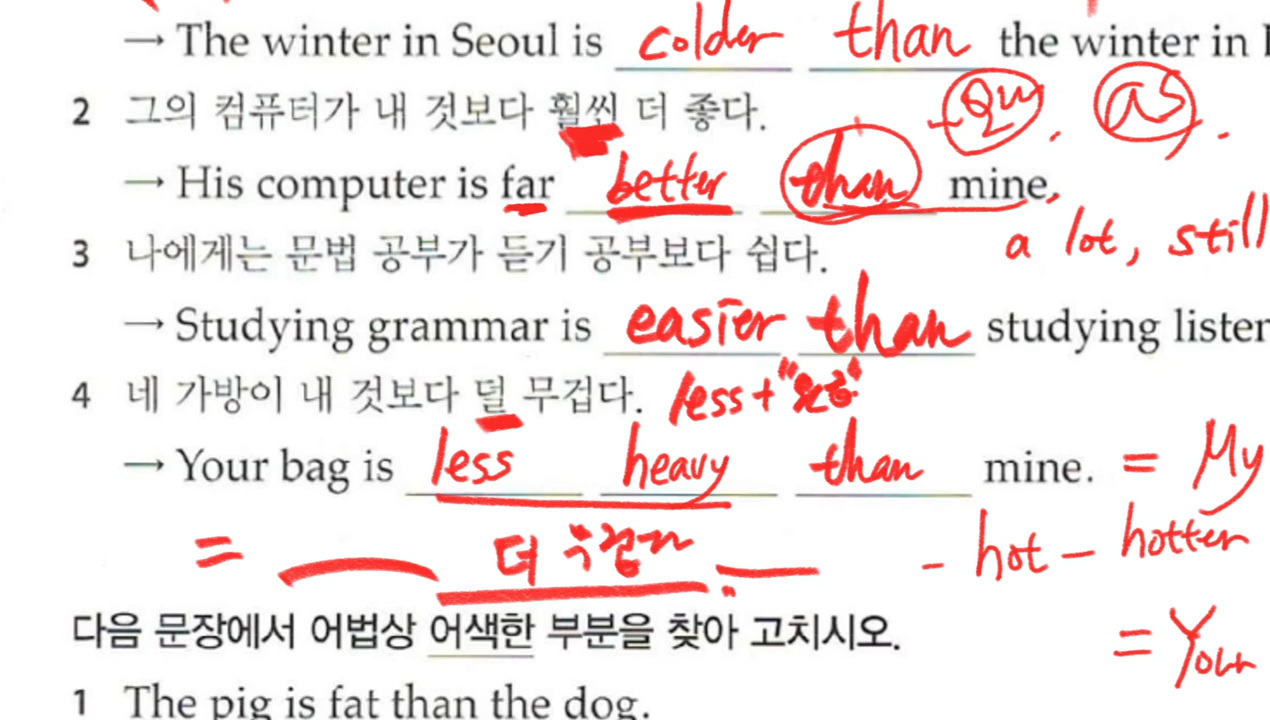 → The winter in Seoul is colder than the winter in
2 그의 컴퓨터가 내 것보다 훨씬 더 좋다. as
→ His computer is far better than mine,
a lot, still
3 나에게는 문법 공부가 듣기 공부보다 쉽다.
→ Studying grammar is easier than studying listen
4 네 가방이 내 것보다 덜 무겁다. less + "원급"
→ Your bag is less heavy than mine. = My
= 더 - hot - hotter
다음 문장에서 어법상 어색한 부분을 찾아 고치시오.
= Your
1 The pig is fat than the dog.